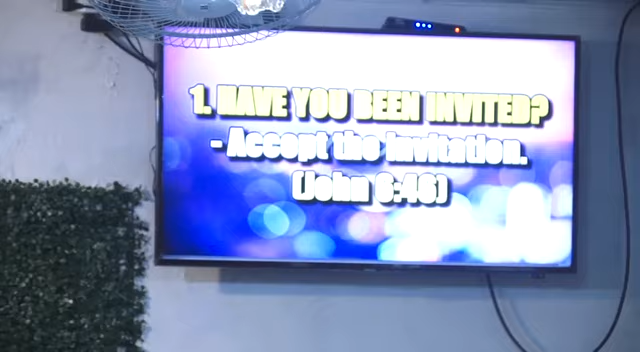 1. HAVE YOU BEEN INVITED?
- Accept the Invitation.
(John 6:46)